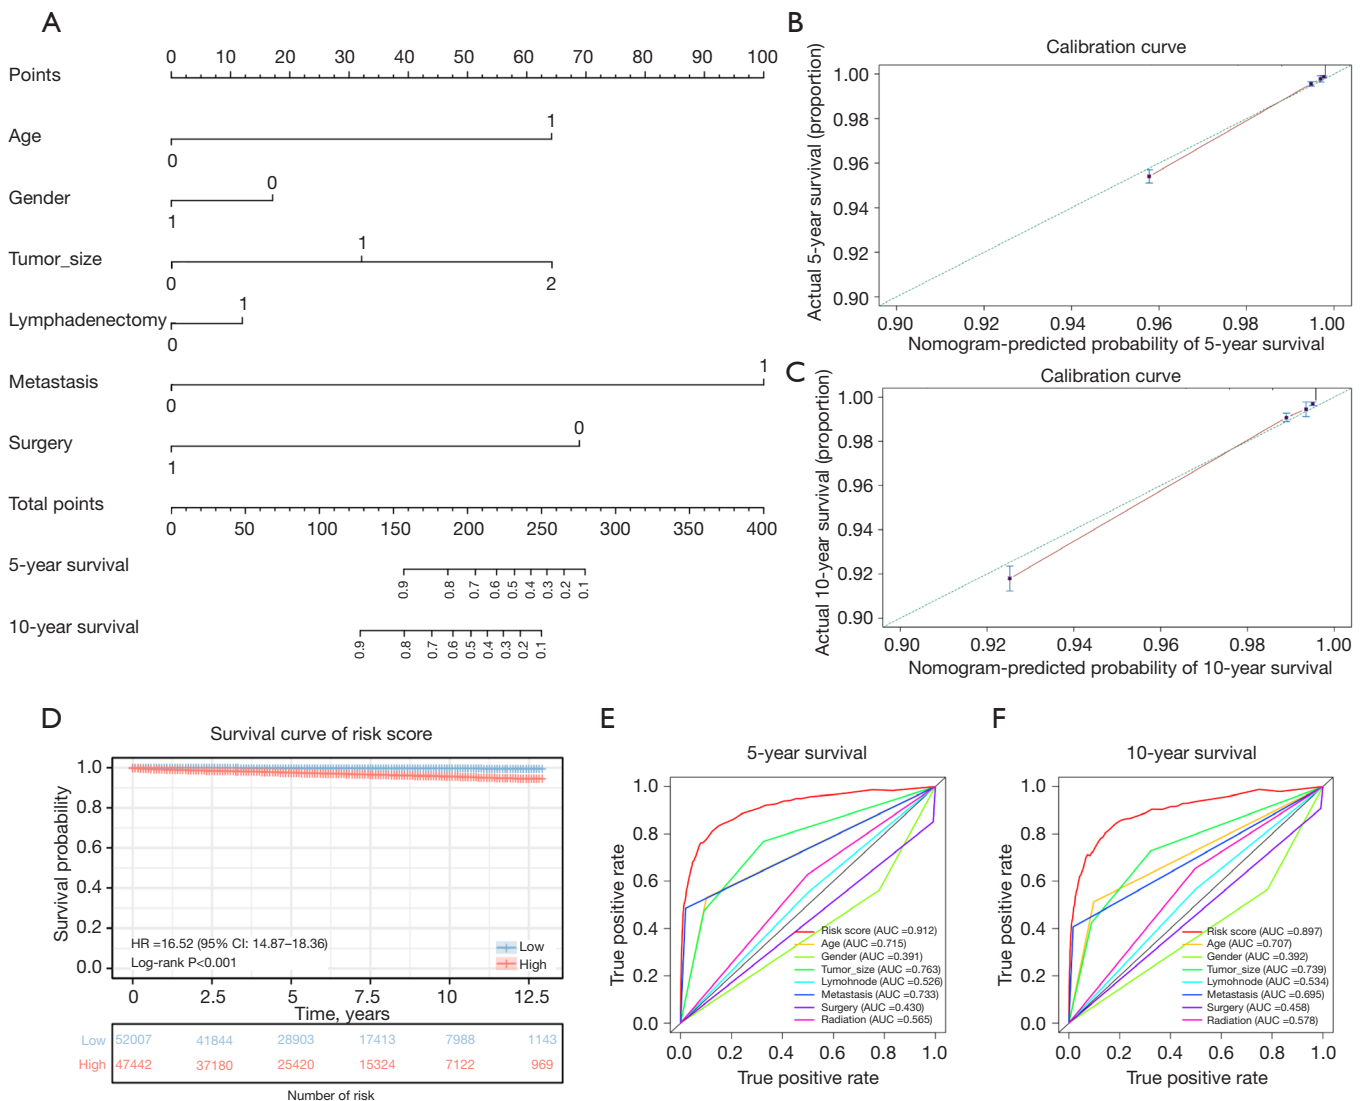 A
Points
0 10 20 30 40 50 60 70 80 90 100
Age
1
0
Gender
0
1
Tumor_size
1
0 2
Lymphadenectomy
1
0
Metastasis
1
0
Surgery
0
1
Total points
0 50 100 150 200 250 300 350 400
5-year survival
0.9 0.8 0.7 0.6 0.5 0.4 0.3 0.2 0.1
10-year survival
0.9 0.8 0.7 0.6 0.5 0.4 0.3 0.2 0.1
B
Calibration curve
Actual 5-year survival (proportion)
1.00
0.98
0.96
0.94
0.92
0.90
0.90 0.92 0.94 0.96 0.98 1.00
Nomogram-predicted probability of 5-year survival
C
Calibration curve
Actual 10-year survival (proportion)
1.00
0.98
0.96
0.94
0.92
0.90
0.90 0.92 0.94 0.96 0.98 1.00
Nomogram-predicted probability of 10-year survival
D
Survival curve of risk score
Survival probability
1.0
0.8
0.6
0.4
0.2
0.0
HR =16.52 (95% CI: 14.87–18.36)
Log-rank P<0.001
Low
High
0 2.5 5 7.5 10 12.5
Time, years
Low 52007 41844 28903 17413 7988 1143
High 47442 37180 25420 15324 7122 969
Number of risk
E
5-year survival
True positive rate
1.0
0.8
0.6
0.4
0.2
0.0
Risk score (AUC =0.912)
Age (AUC =0.715)
Gender (AUC =0.391)
Tumor_size (AUC =0.763)
Lymohnode (AUC =0.526)
Metastasis (AUC =0.733)
Surgery (AUC =0.430)
Radiation (AUC =0.565)
0.0 0.2 0.4 0.6 0.8 1.0
True positive rate
F
10-year survival
True positive rate
1.0
0.8
0.6
0.4
0.2
0.0
Risk score (AUC =0.897)
Age (AUC =0.707)
Gender (AUC =0.392)
Tumor_size (AUC =0.739)
Lymohnode (AUC =0.534)
Metastasis (AUC =0.695)
Surgery (AUC =0.458)
Radiation (AUC =0.578)
0.0 0.2 0.4 0.6 0.8 1.0
True positive rate